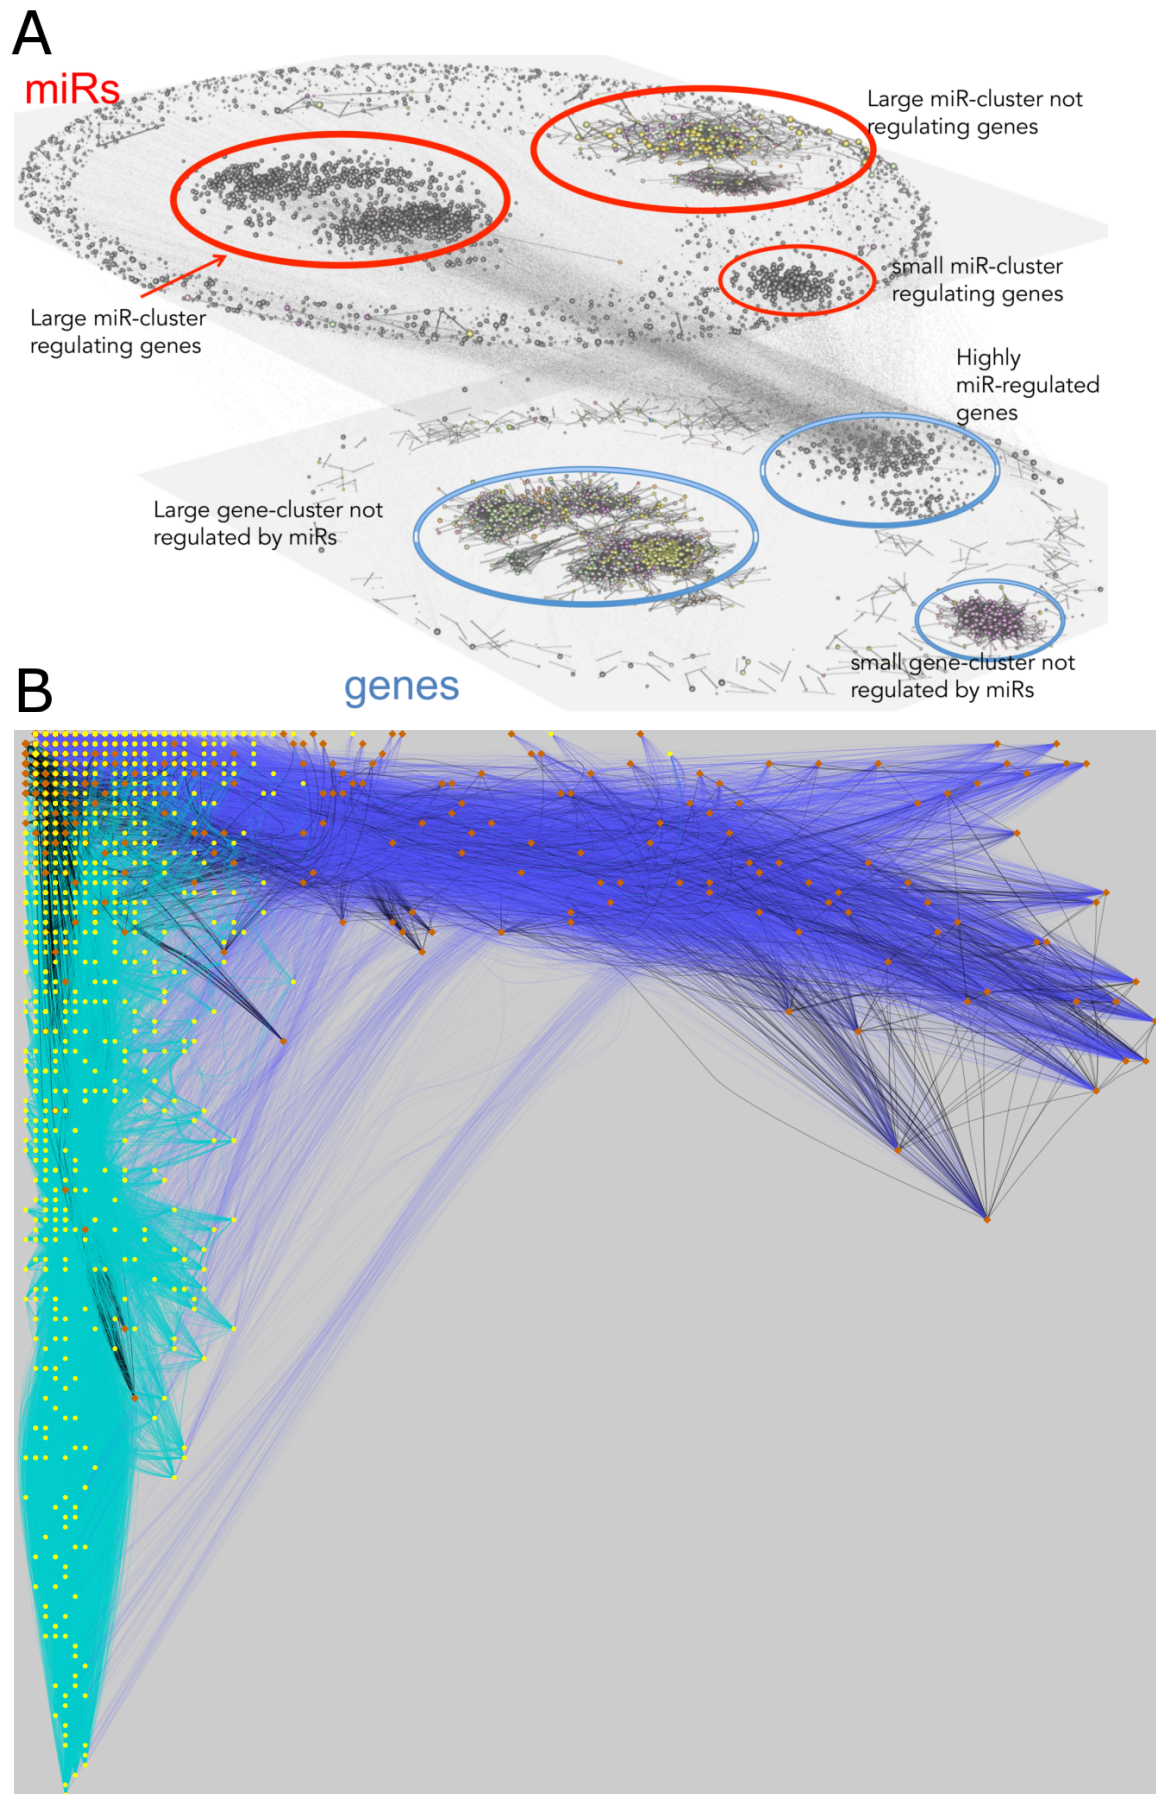 A
miRs
Large miR-cluster not
regulating genes
small miR-cluster
regulating genes
Large miR-cluster
regulating genes
Highly
miR-regulated
genes
Large gene-cluster not
regulated by miRs
small gene-cluster not
regulated by miRs
genes
B